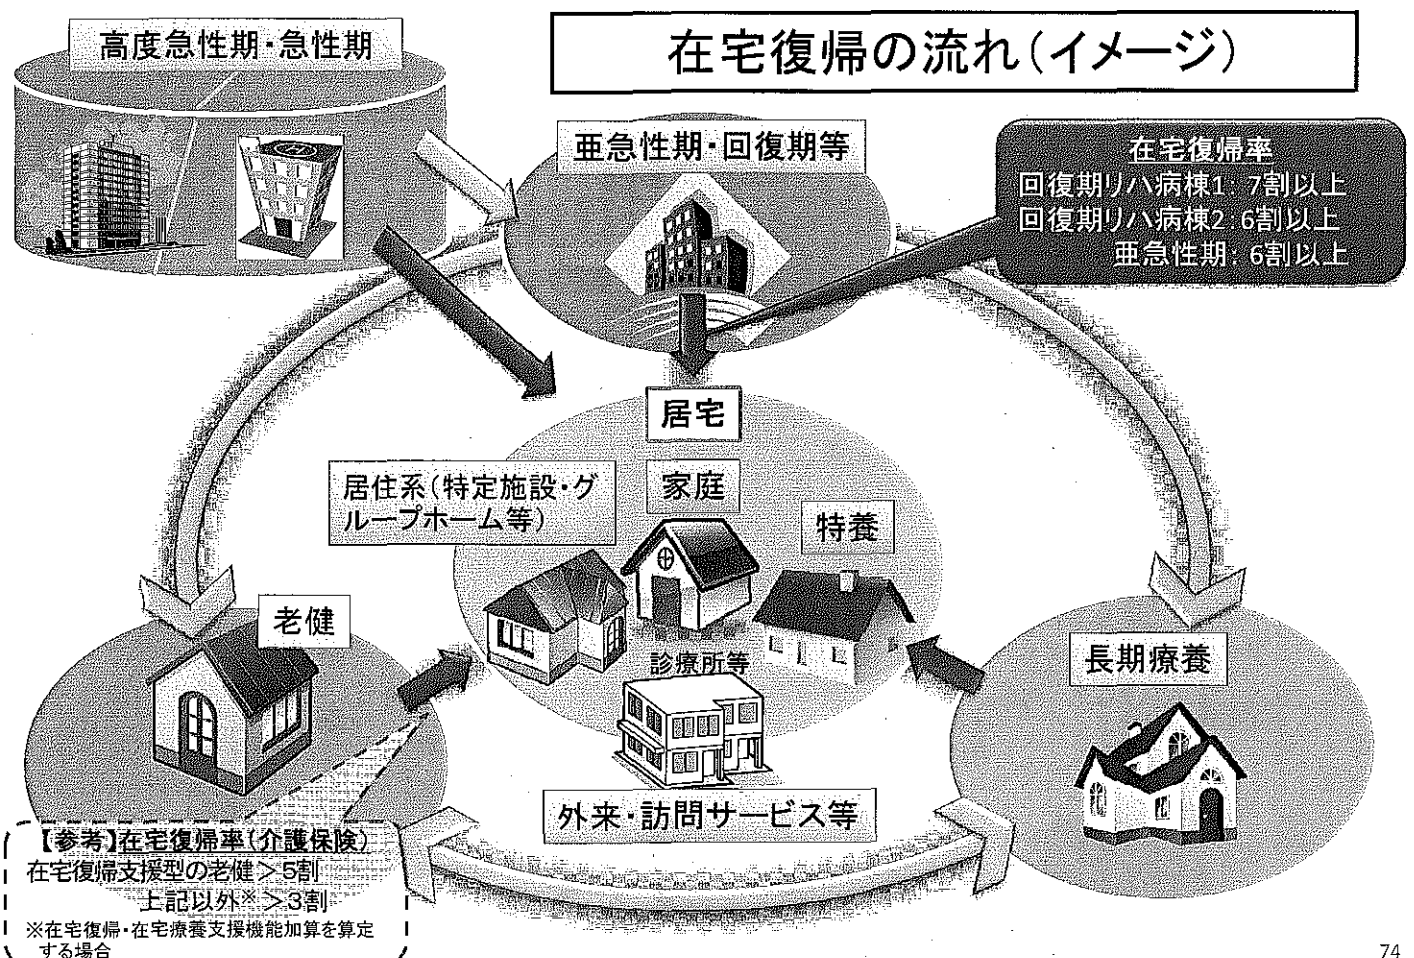 高度急性期・急性期
在宅復帰の流れ(イメージ)
亜急性期・回復期等
在宅復帰率
回復期リハ病棟1: 7割以上
回復期リハ病棟2:6割以上
亜急性期: 6割以上
居宅
居住系(特定施設・グ
ループホーム等)
家庭
特養
老健
診療所等
長期療養
外来・訪問サービス等
【参考】在宅復帰率(介護保険)
在宅復帰支援型の老健>5割
上記以外※>3割
※在宅復帰・在宅療養支援機能加算を算定
する場合
74